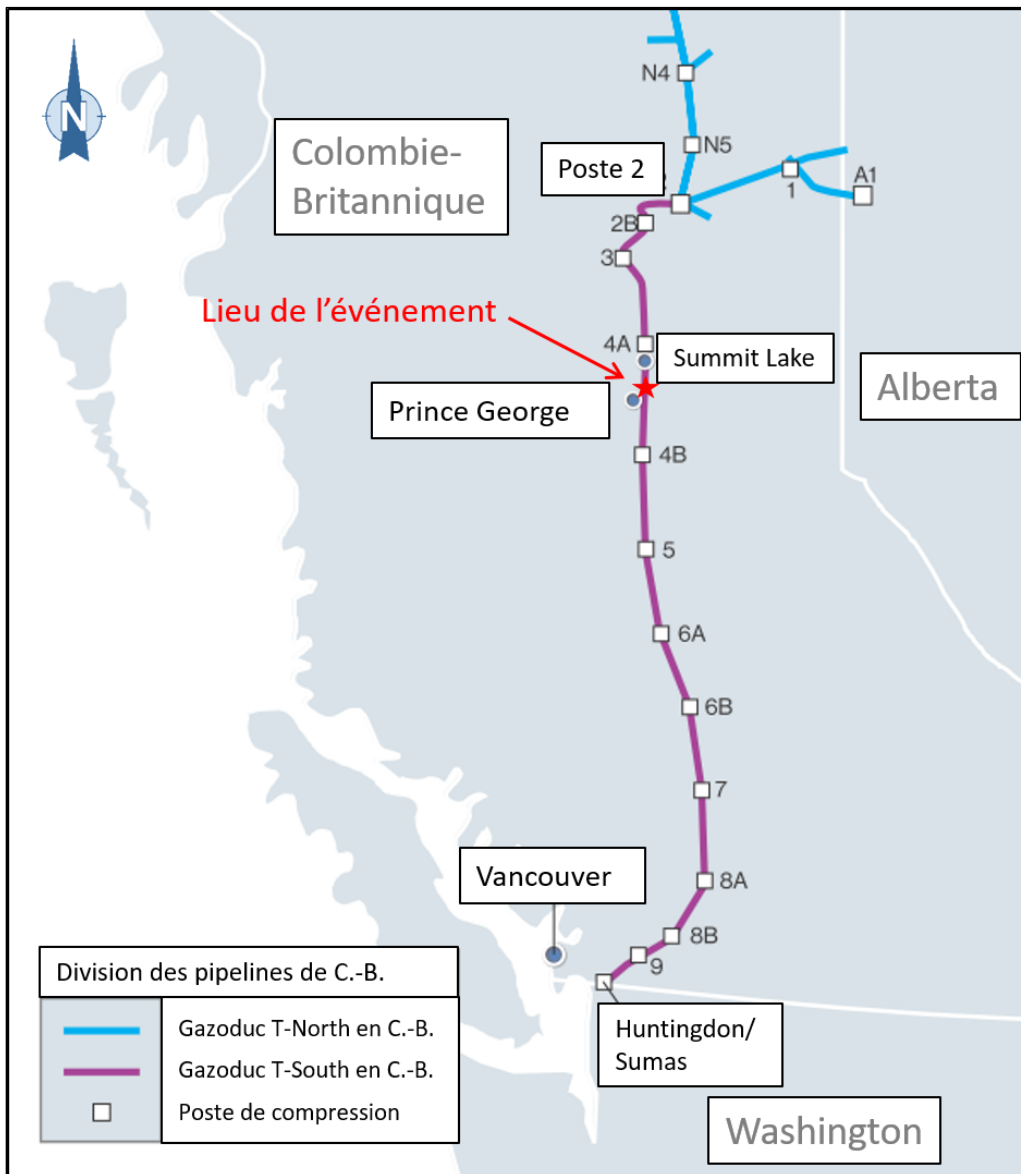 N
N4
Colombie-
Britannique
N5
Poste 2
1
A1
2B
3
Lieu de l’événement
4A
Summit Lake
Alberta
Prince George
4B
5
6A
6B
7
Vancouver
8A
8B
9
Division des pipelines de C.-B.
Gazoduc T-North en C.-B.
Gazoduc T-South en C.-B.
Poste de compression
Huntingdon/
Sumas
Washington